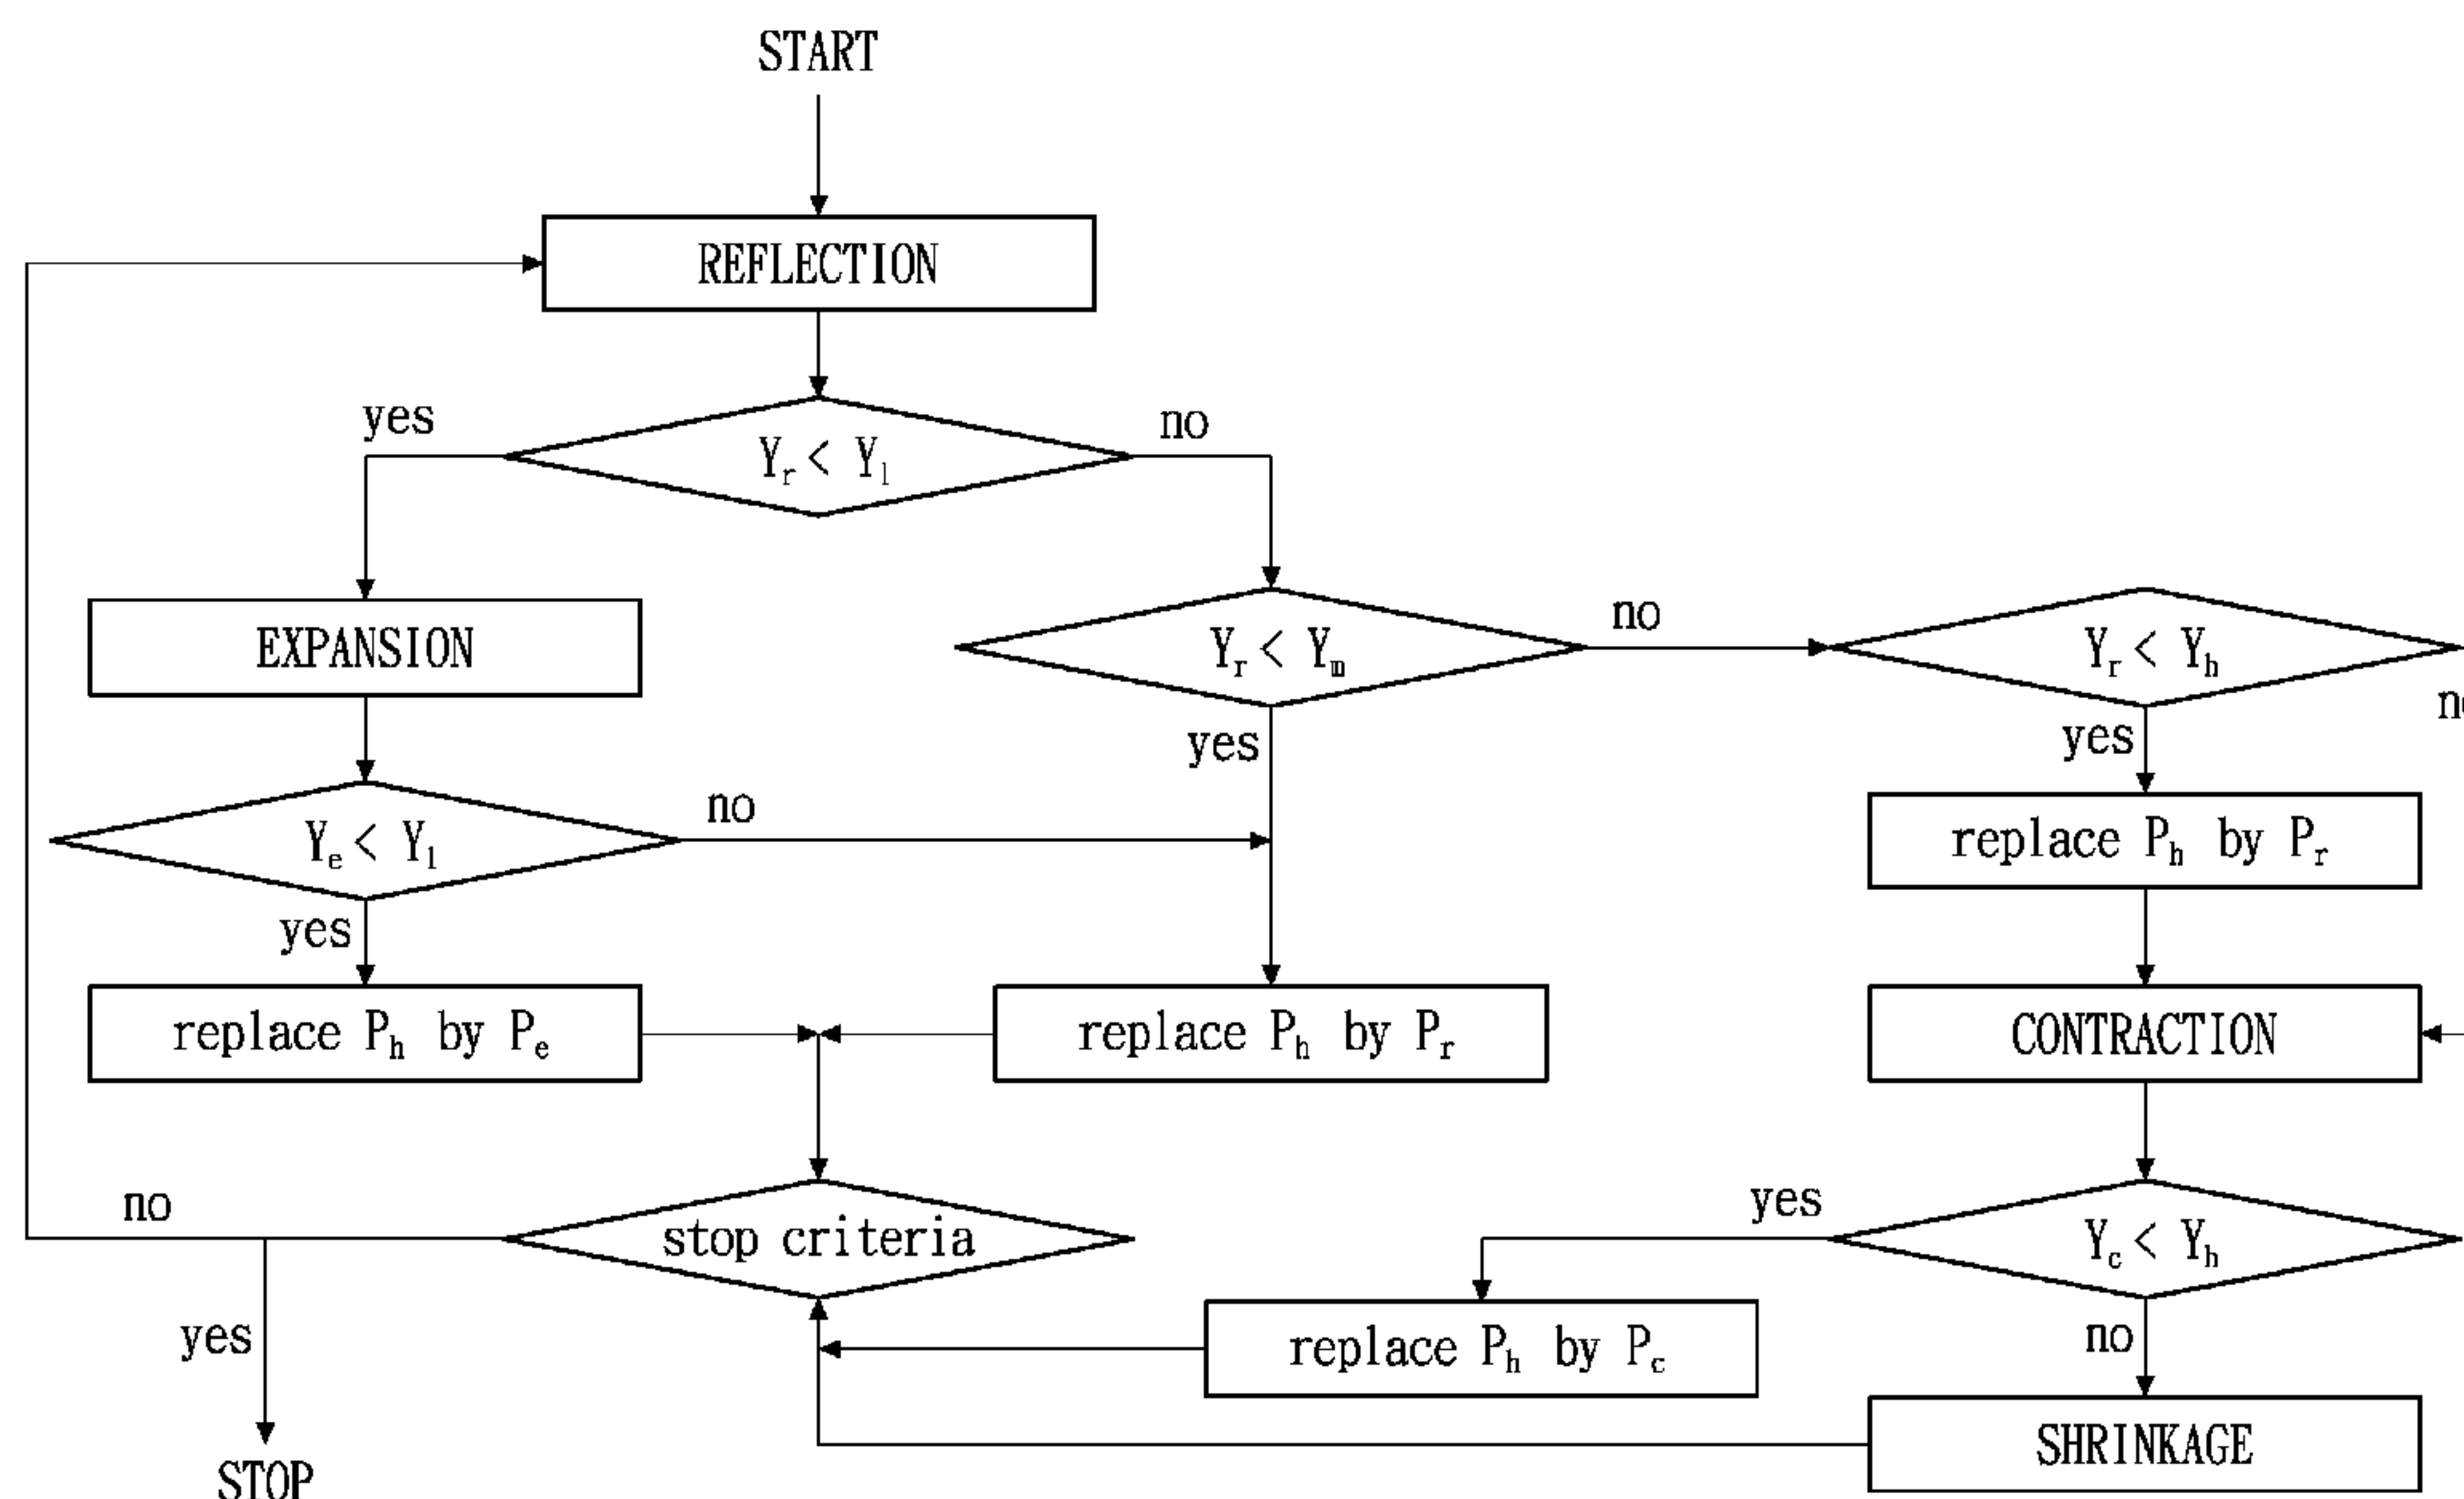 START
REFLECTION
yes
no
Yr < Yl
EXPANSION
Yr < Ym
no
Yr < Yh
yes
yes
no
Ye < Yl
no
replace Ph by Pr
yes
replace Ph by Pe
replace Ph by Pr
CONTRACTION
no
stop criteria
yes
Yc < Yh
yes
replace Ph by Pc
no
SHRINKAGE
STOP